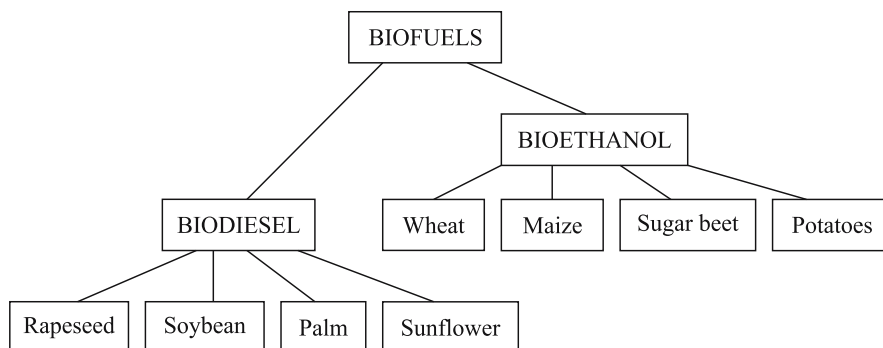 BIOFUELS
BIOETHANOL
BIODIESEL
Wheat
Maize
Sugar beet
Potatoes
Rapeseed
Soybean
Palm
Sunflower